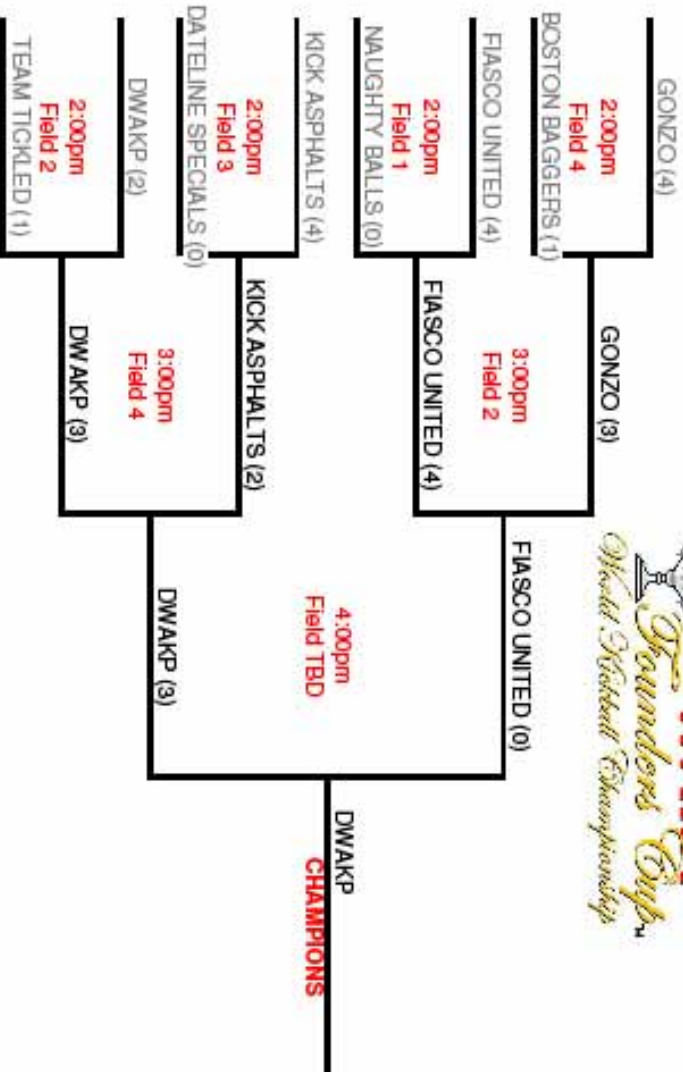 Founders Cup
World Kickball Championship
GONZO (4)
2:00pm
Field 4
BOSTON BAGGERS (1)
FIASCO UNITED (4)
2:00pm
Field 1
NAUGHTY BALLS (0)
KICK ASPHALTS (4)
2:00pm
Field 3
DATELINE SPECIALS (0)
DWAKP (2)
2:00pm
Field 2
TEAM TICKLED (1)
GONZO (3)
3:00pm
Field 2
FIASCO UNITED (4)
KICK ASPHALTS (2)
3:00pm
Field 4
DWAKP (3)
FIASCO UNITED (0)
4:00pm
Field TBD
DWAKP (3)
DWAKP
CHAMPIONS